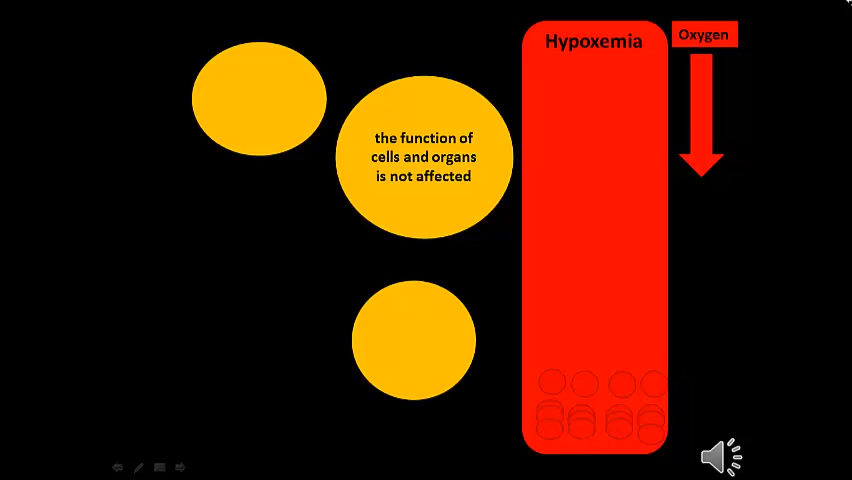 Hypoxemia
Oxygen
the function of
cells and organs
is not affected